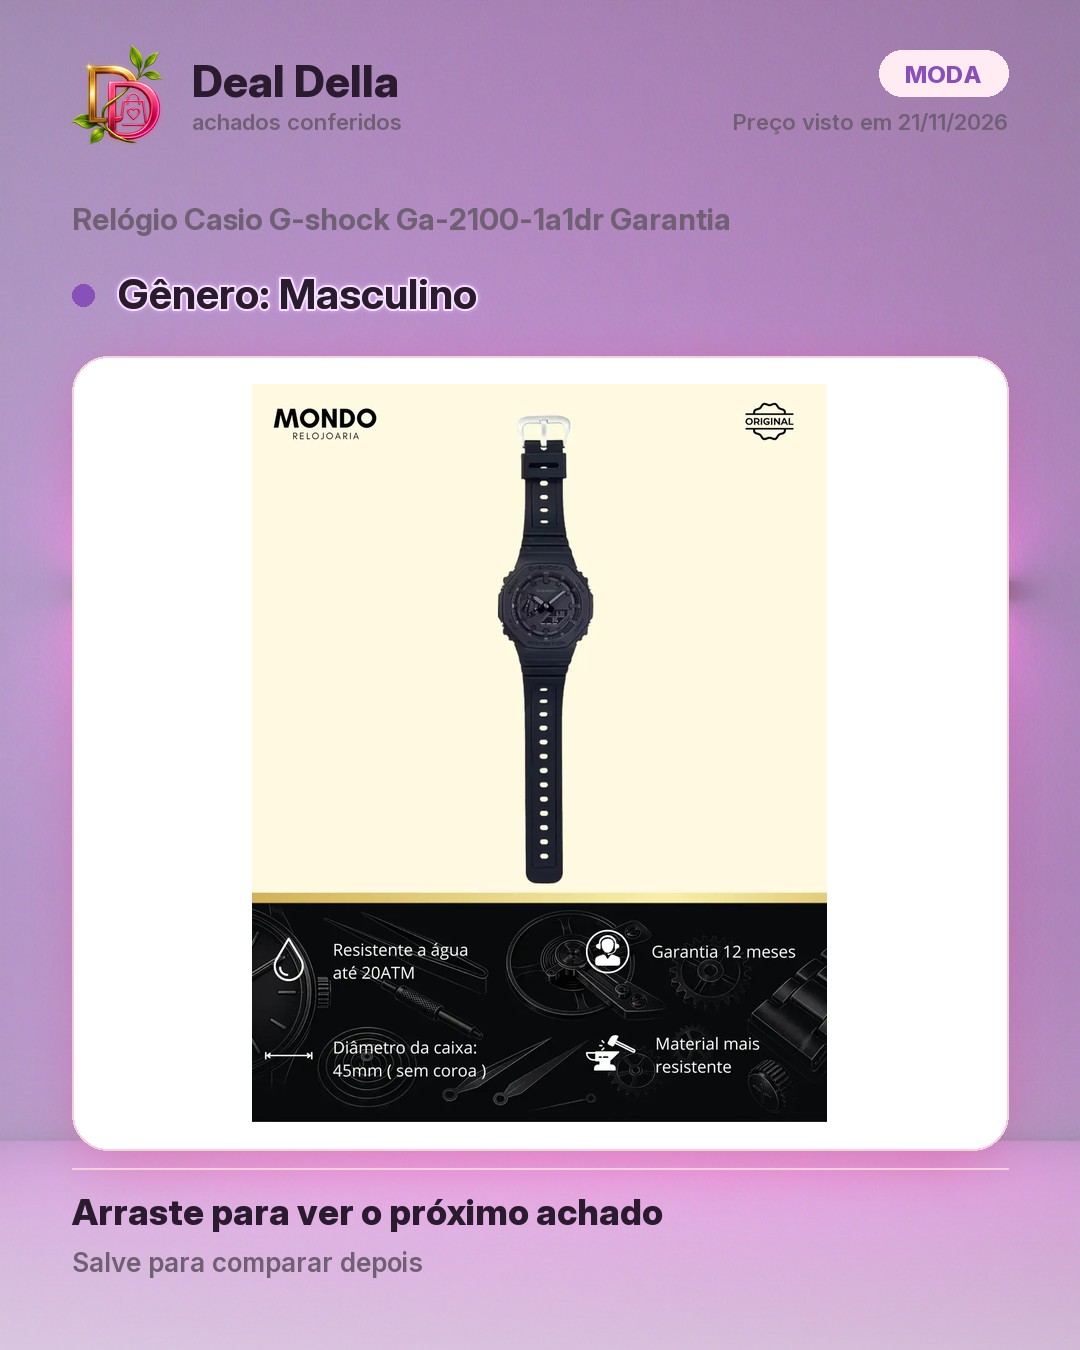 Deal Della
achados conferidos
MODA
Preço visto em 21/11/2026
Relógio Casio G-shock Ga-2100-1a1dr Garantia
Gênero: Masculino
MONDO
RELOJOARIA
ORIGINAL
Resistente a água
até 20ATM
Garantia 12 meses
Diâmetro da caixa:
45mm ( sem coroa )
Material mais
resistente
Arraste para ver o próximo achado
Salve para comparar depois